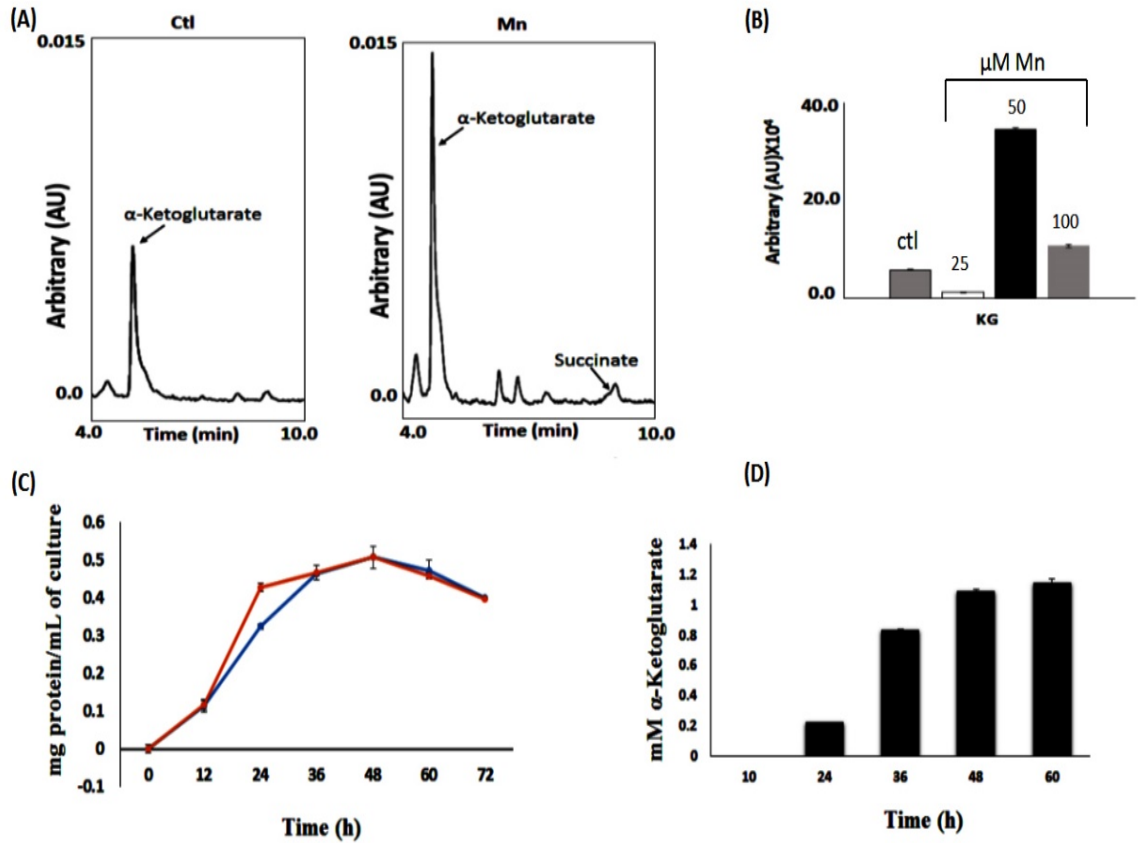 (A)
Ctl
0.015
α-Ketoglutarate
Arbitrary (AU)
0.0
4.0
Time (min)
10.0
Mn
0.015
α-Ketoglutarate
Arbitrary (AU)
Succinate
0.0
4.0
Time (min)
10.0
(B)
µM Mn
40.0
50
Arbitrary (AU)X10⁴
20.0
ctl
25
100
0.0
KG
(C)
mg protein/mL of culture
0.6
0.5
0.4
0.3
0.2
0.1
0
-0.1
0 12 24 36 48 60 72
Time (h)
(D)
mM α-Ketoglutarate
1.4
1.2
1
0.8
0.6
0.4
0.2
0
10 24 36 48 60
Time (h)